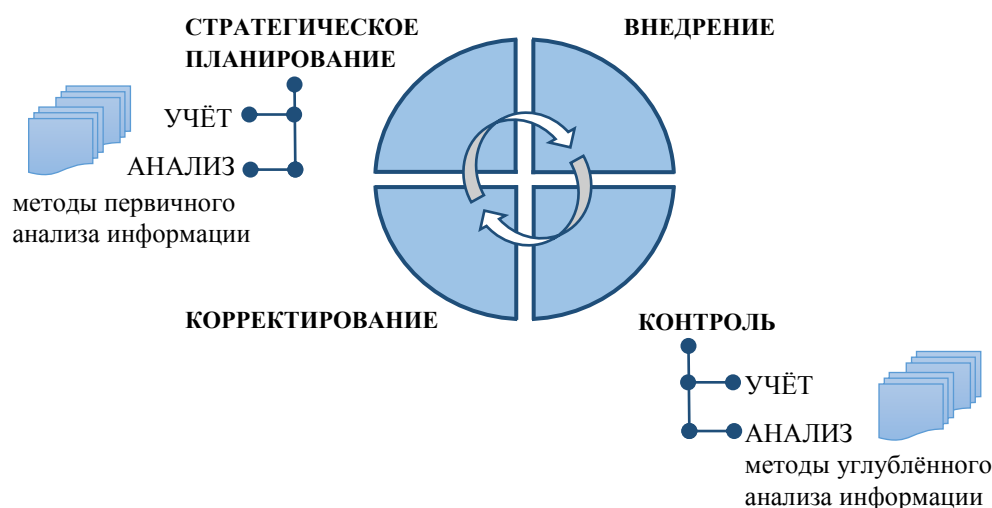 СТРАТЕГИЧЕСКОЕ
ПЛАНИРОВАНИЕ
ВНЕДРЕНИЕ
УЧЁТ
АНАЛИЗ
методы первичного
анализа информации
КОРРЕКТИРОВАНИЕ
КОНТРОЛЬ
УЧЁТ
АНАЛИЗ
методы углублённого
анализа информации